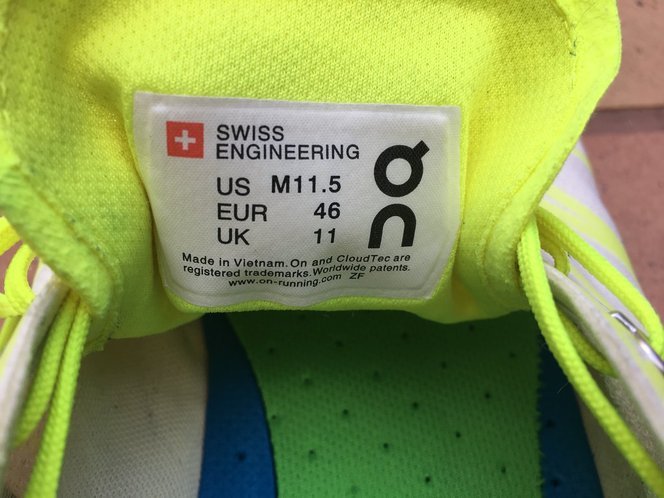 SWISS
ENGINEERING
US M11.5
EUR 46
UK 11
Made in Vietnam.On and CloudTec are
registered trademarks.Worldwide patents.
www.on-running.com ZF
On